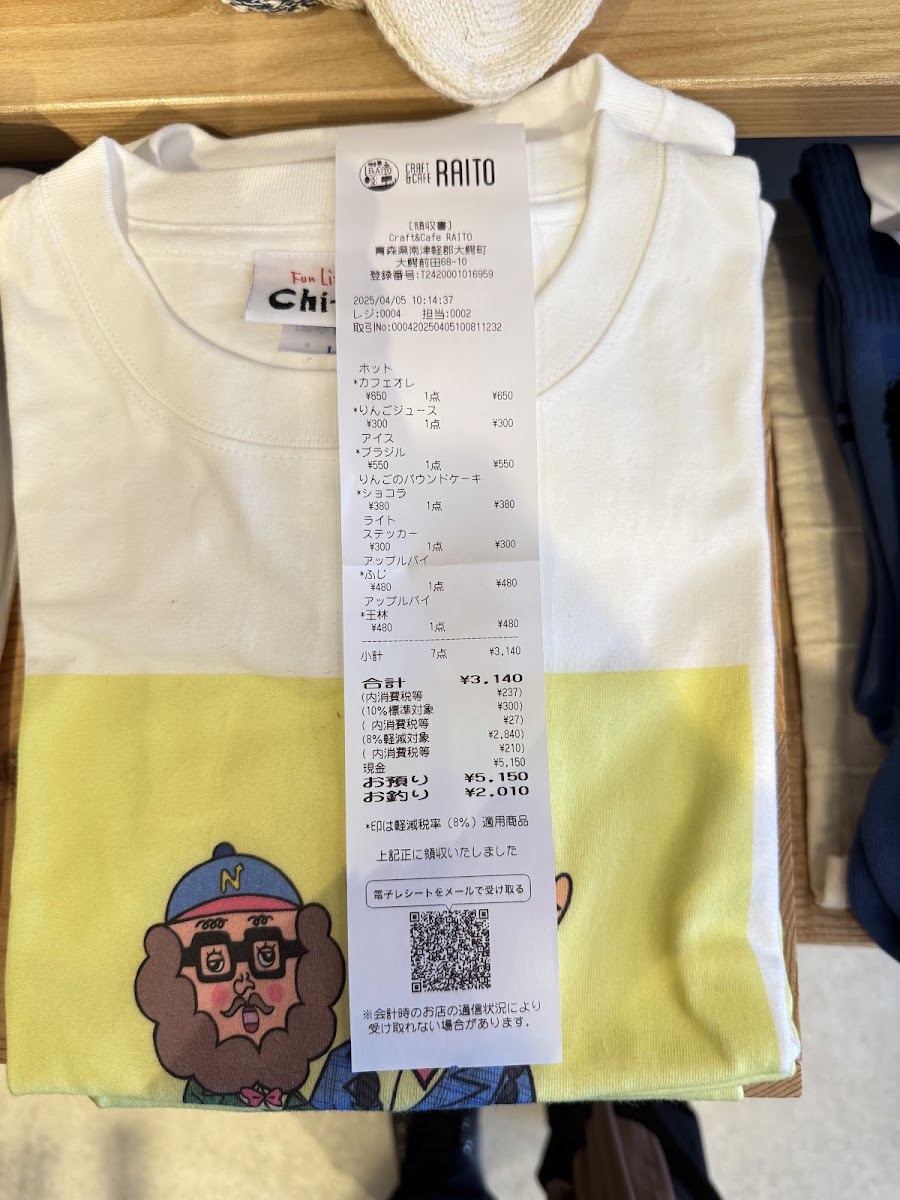 RAITO
CRAFT
&CAFE RAITO
[領収書]
Craft&Cafe RAITO
青森県南津軽郡大鰐町
大鰐前田68-10
登録番号:T2420001016959
2025/04/05 10:14:37
レジ:0004 担当:0002
取引No:000420250405100811232
ホット
*カフェオレ
¥650 1点 ¥650
*りんごジュース
¥300 1点 ¥300
アイス
*ブラジル
¥550 1点 ¥550
りんごのパウンドケーキ
*ショコラ
¥380 1点 ¥380
ライト
ステッカー
¥300 1点 ¥300
アップルパイ
*ふじ
¥480 1点 ¥480
アップルパイ
*王林
¥480 1点 ¥480
小計 7点 ¥3,140
合計 ¥3,140
(内消費税等 ¥237)
(10%標準対象 ¥300)
( 内消費税等 ¥27)
(8%軽減対象 ¥2,840)
( 内消費税等 ¥210)
現金 ¥5,150
お預り ¥5,150
お釣り ¥2,010
*印は軽減税率（8%）適用商品
上記正に領収いたしました
電子レシートをメールで受け取る
※会計時のお店の通信状況により
受け取れない場合があります.
Fun Li
Chi-
L
N